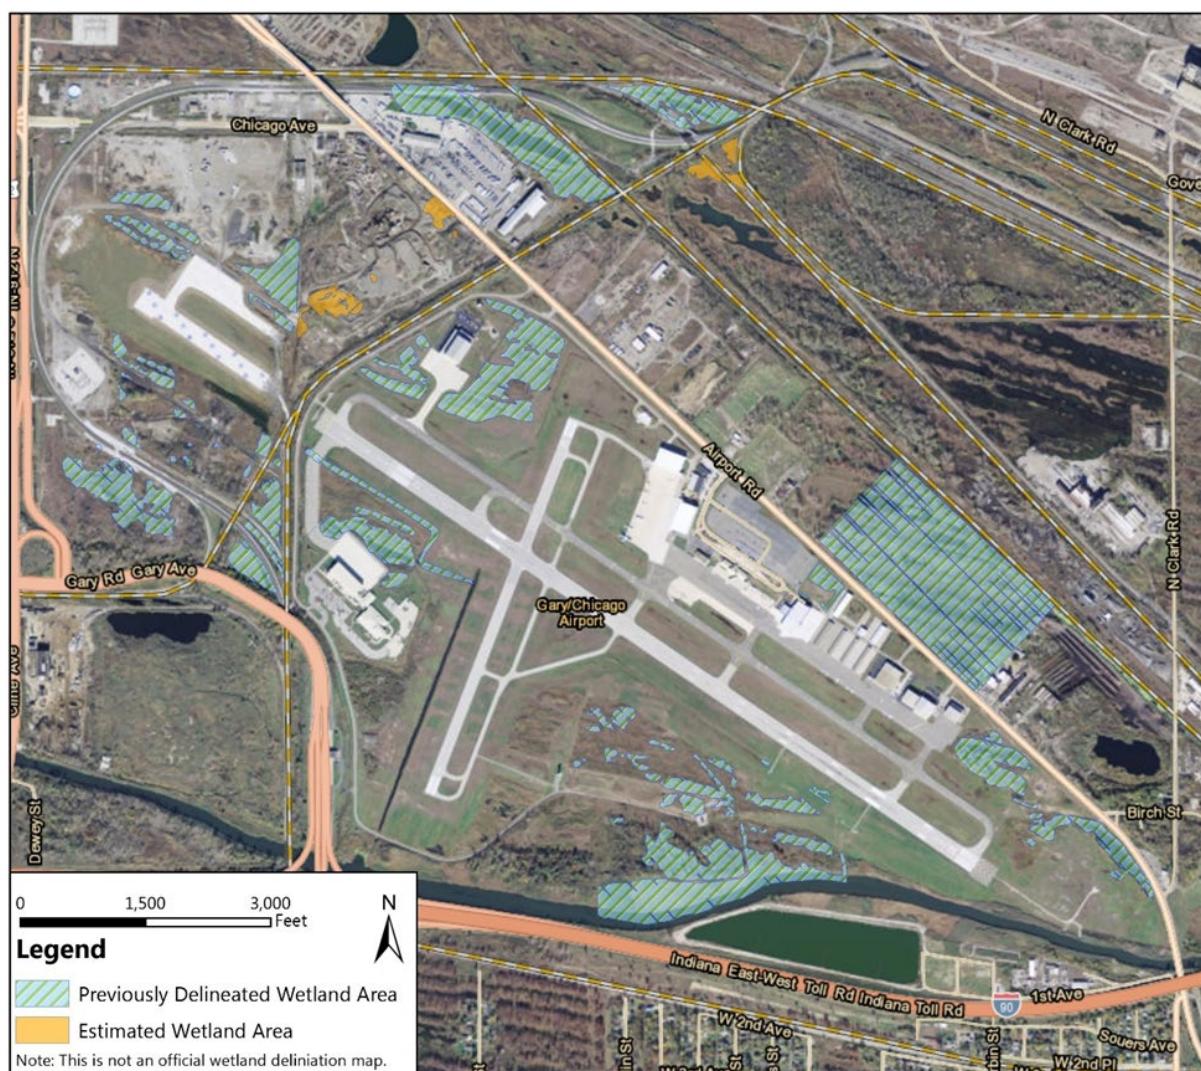 Chicago Ave
N Clark Rd
Airport Rd
Gary Rd Gary Ave
Gary/Chicago
Airport
N Clark Rd
Cline Ave
Dewey St
Birch St
0 1,500 3,000
Feet
N
Legend
Previously Delineated Wetland Area
Estimated Wetland Area
Note: This is not an official wetland deliniation map.
Indiana East-West Toll Rd Indiana Toll Rd
90
1st Ave
W 2nd Ave
Souers Ave
W 2nd Pl